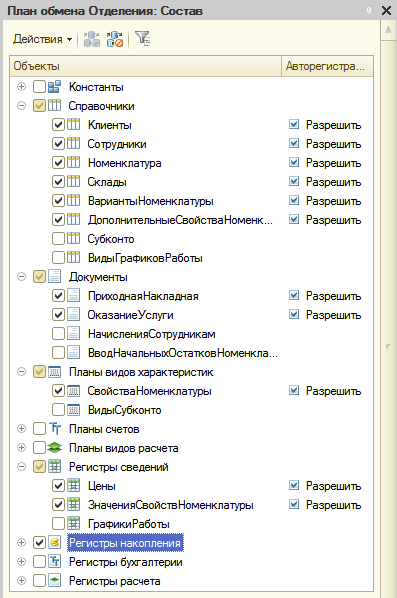 План обмена Отделения: Состав
Действия
Объекты Авторегистра...
Константы
Справочники
Клиенты Разрешить
Сотрудники Разрешить
Номенклатура Разрешить
Склады Разрешить
ВариантыНоменклатуры Разрешить
ДополнительныеСвойстваНоменк... Разрешить
Субконто
ВидыГрафиковРаботы
Документы
ПриходнаяНакладная Разрешить
ОказаниеУслуги Разрешить
НачисленияСотрудникам
ВводНачальныхОстатковНоменкла...
Планы видов характеристик
СвойстваНоменклатуры Разрешить
ВидыСубконто
Планы счетов
Планы видов расчета
Регистры сведений
Цены Разрешить
ЗначенияСвойствНоменклатуры Разрешить
ГрафикиРаботы
Регистры накопления
Регистры бухгалтерии
Регистры расчета